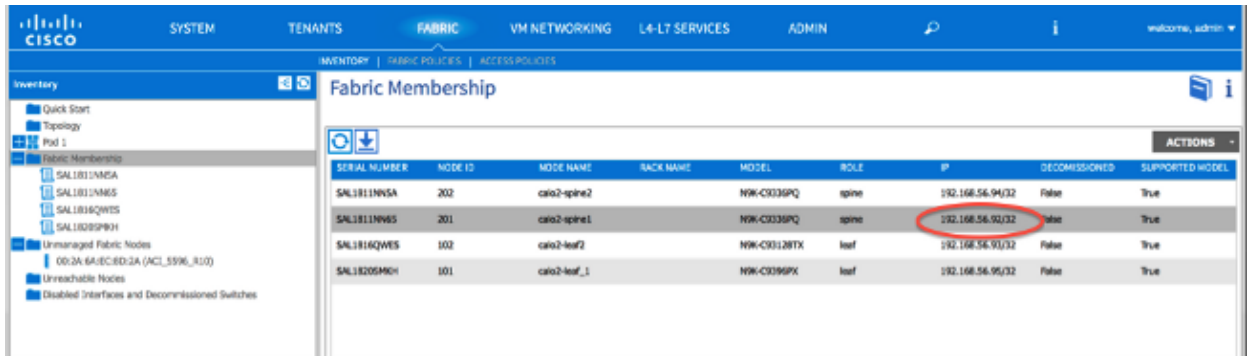 CISCO SYSTEM TENANTS FABRIC VM NETWORKING L4-L7 SERVICES ADMIN i welcome, admin
INVENTORY | FABRIC POLICIES | ACCESS POLICIES
Inventory
Quick Start
Topology
Pod 1
Fabric Membership
SAL1811NN5A
SAL1811NN6S
SAL1816QWES
SAL1820SMKH
Unmanaged Fabric Nodes
(ACI_5596_R10)
Unreachable Nodes
Disabled Interfaces and Decommissioned Switches
Fabric Membership i
ACTIONS
SERIAL NUMBER NODE ID NODE NAME RACK NAME MODEL ROLE IP DECOMISSIONED SUPPORTED MODEL
SAL1811NN5A 202 calo2-spine2 N9K-C9336PQ spine 192.168.56.94/32 False True
SAL1811NN6S 201 calo2-spine1 N9K-C9336PQ spine 192.168.56.92/32 False True
SAL1816QWES 102 calo2-leaf2 N9K-C93128TX leaf 192.168.56.93/32 False True
SAL1820SMKH 101 calo2-leaf_1 N9K-C9396PX leaf 192.168.56.95/32 False True